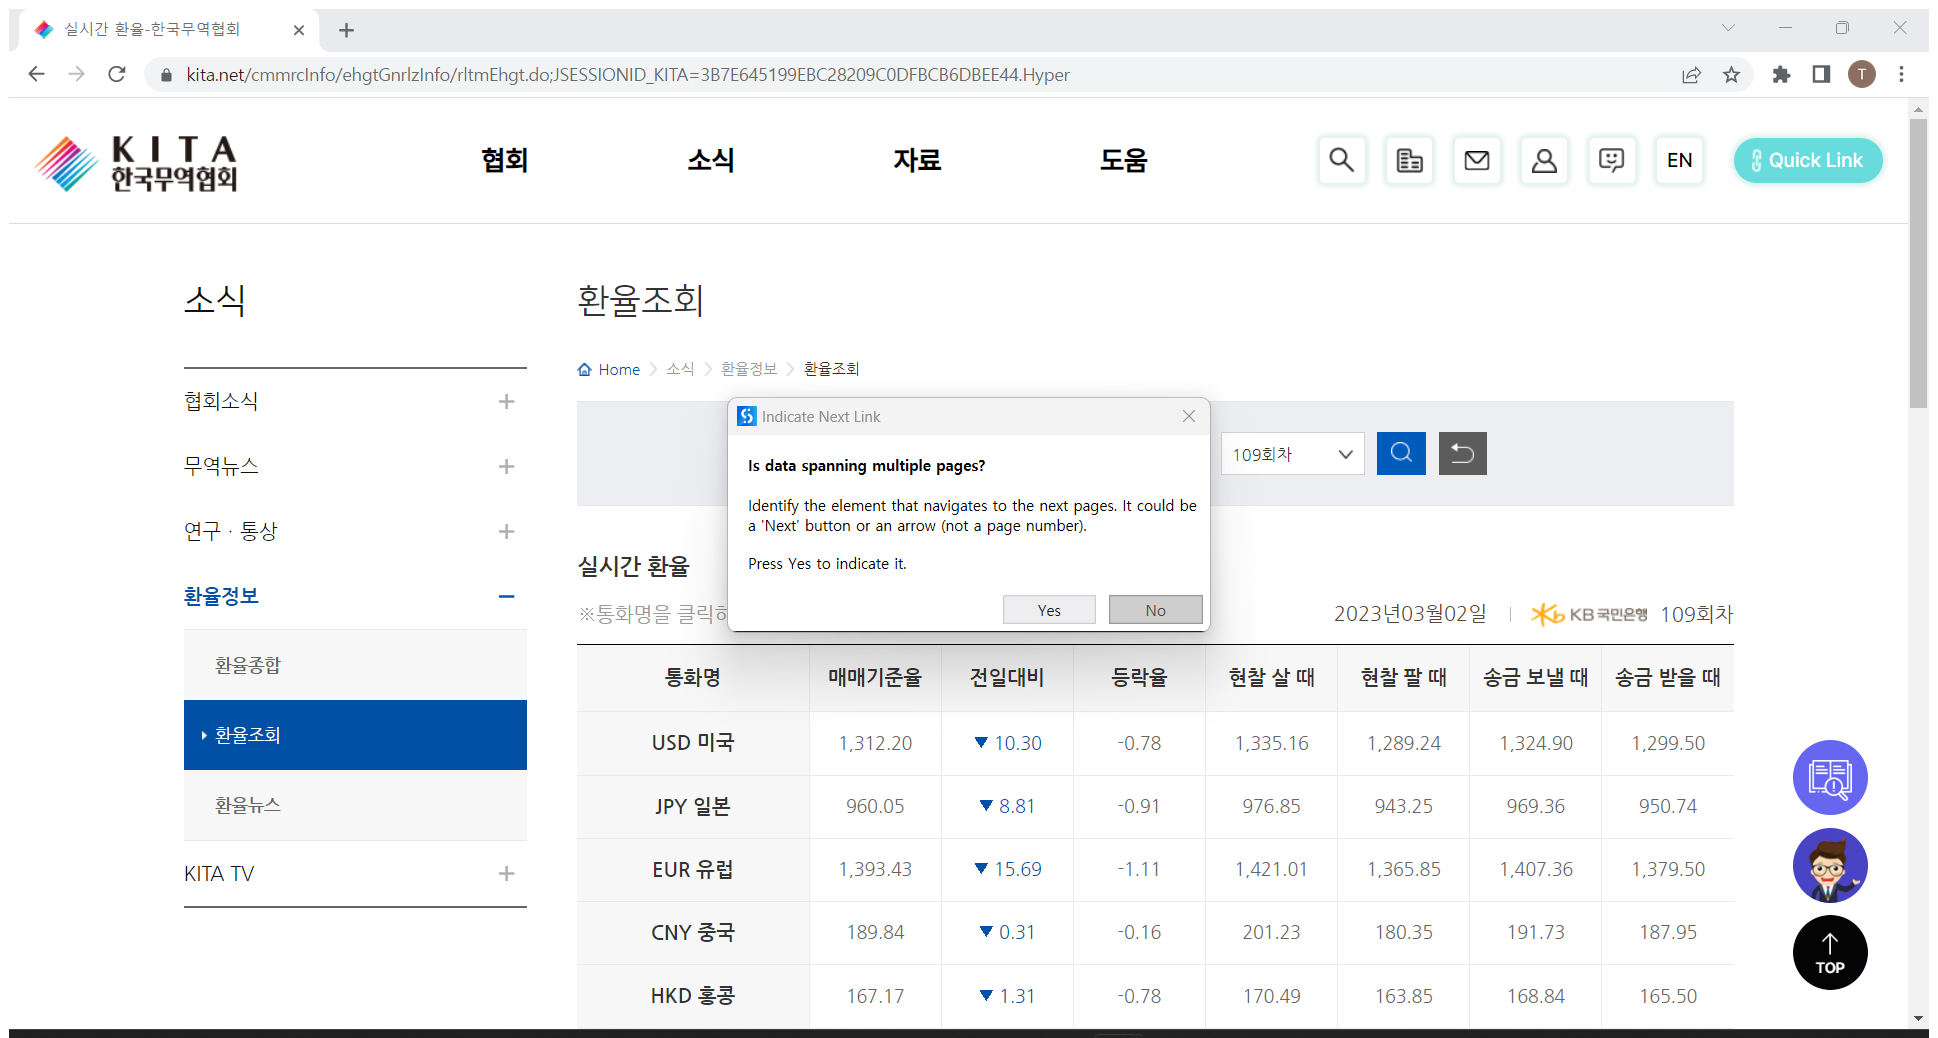 실시간 환율-한국무역협회
kita.net/cmmrcInfo/ehgtGnrlzInfo/rltmEhgt.do;JSESSIONID_KITA=3B7E645199EBC28209C0DFBCB6DBEE44.Hyper
T
KITA
한국무역협회
협회 소식 자료 도움
EN
Quick Link
소식
협회소식
무역뉴스
연구 · 통상
환율정보
환율종합
환율조회
환율뉴스
KITA TV
환율조회
Home 소식 환율정보 환율조회
109회차
Indicate Next Link
Is data spanning multiple pages?
Identify the element that navigates to the next pages. It could be
a 'Next' button or an arrow (not a page number).
Press Yes to indicate it.
Yes No
실시간 환율
※통화명을 클릭하
2023년03월02일 KB국민은행 109회차
통화명 매매기준율 전일대비 등락율 현찰 살 때 현찰 팔 때 송금 보낼 때 송금 받을 때
USD 미국 1,312.20 ▼ 10.30 -0.78 1,335.16 1,289.24 1,324.90 1,299.50
JPY 일본 960.05 ▼ 8.81 -0.91 976.85 943.25 969.36 950.74
EUR 유럽 1,393.43 ▼ 15.69 -1.11 1,421.01 1,365.85 1,407.36 1,379.50
CNY 중국 189.84 ▼ 0.31 -0.16 201.23 180.35 191.73 187.95
HKD 홍콩 167.17 ▼ 1.31 -0.78 170.49 163.85 168.84 165.50
TOP